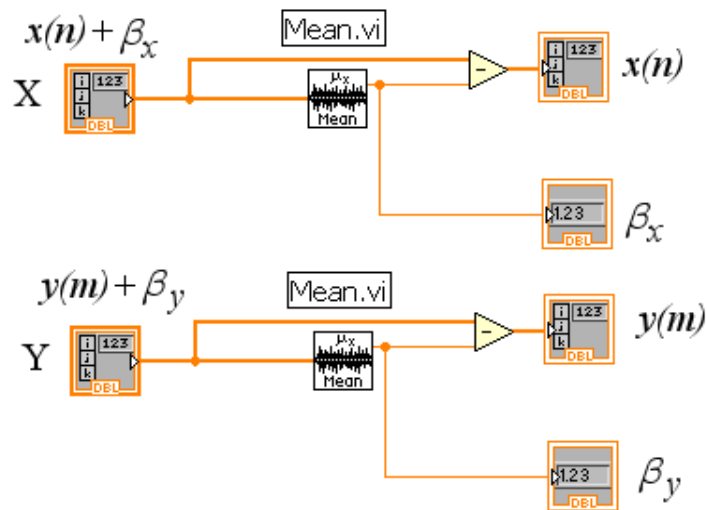 x(n) + βx
Mean.vi
X
i
j
k
123
DBL
μx
Mean
-
i
j
k
123
DBL
x(n)
1.23
DBL
βx
y(m) + βy
Mean.vi
Y
i
j
k
123
DBL
μx
Mean
-
i
j
k
123
DBL
y(m)
1.23
DBL
βy